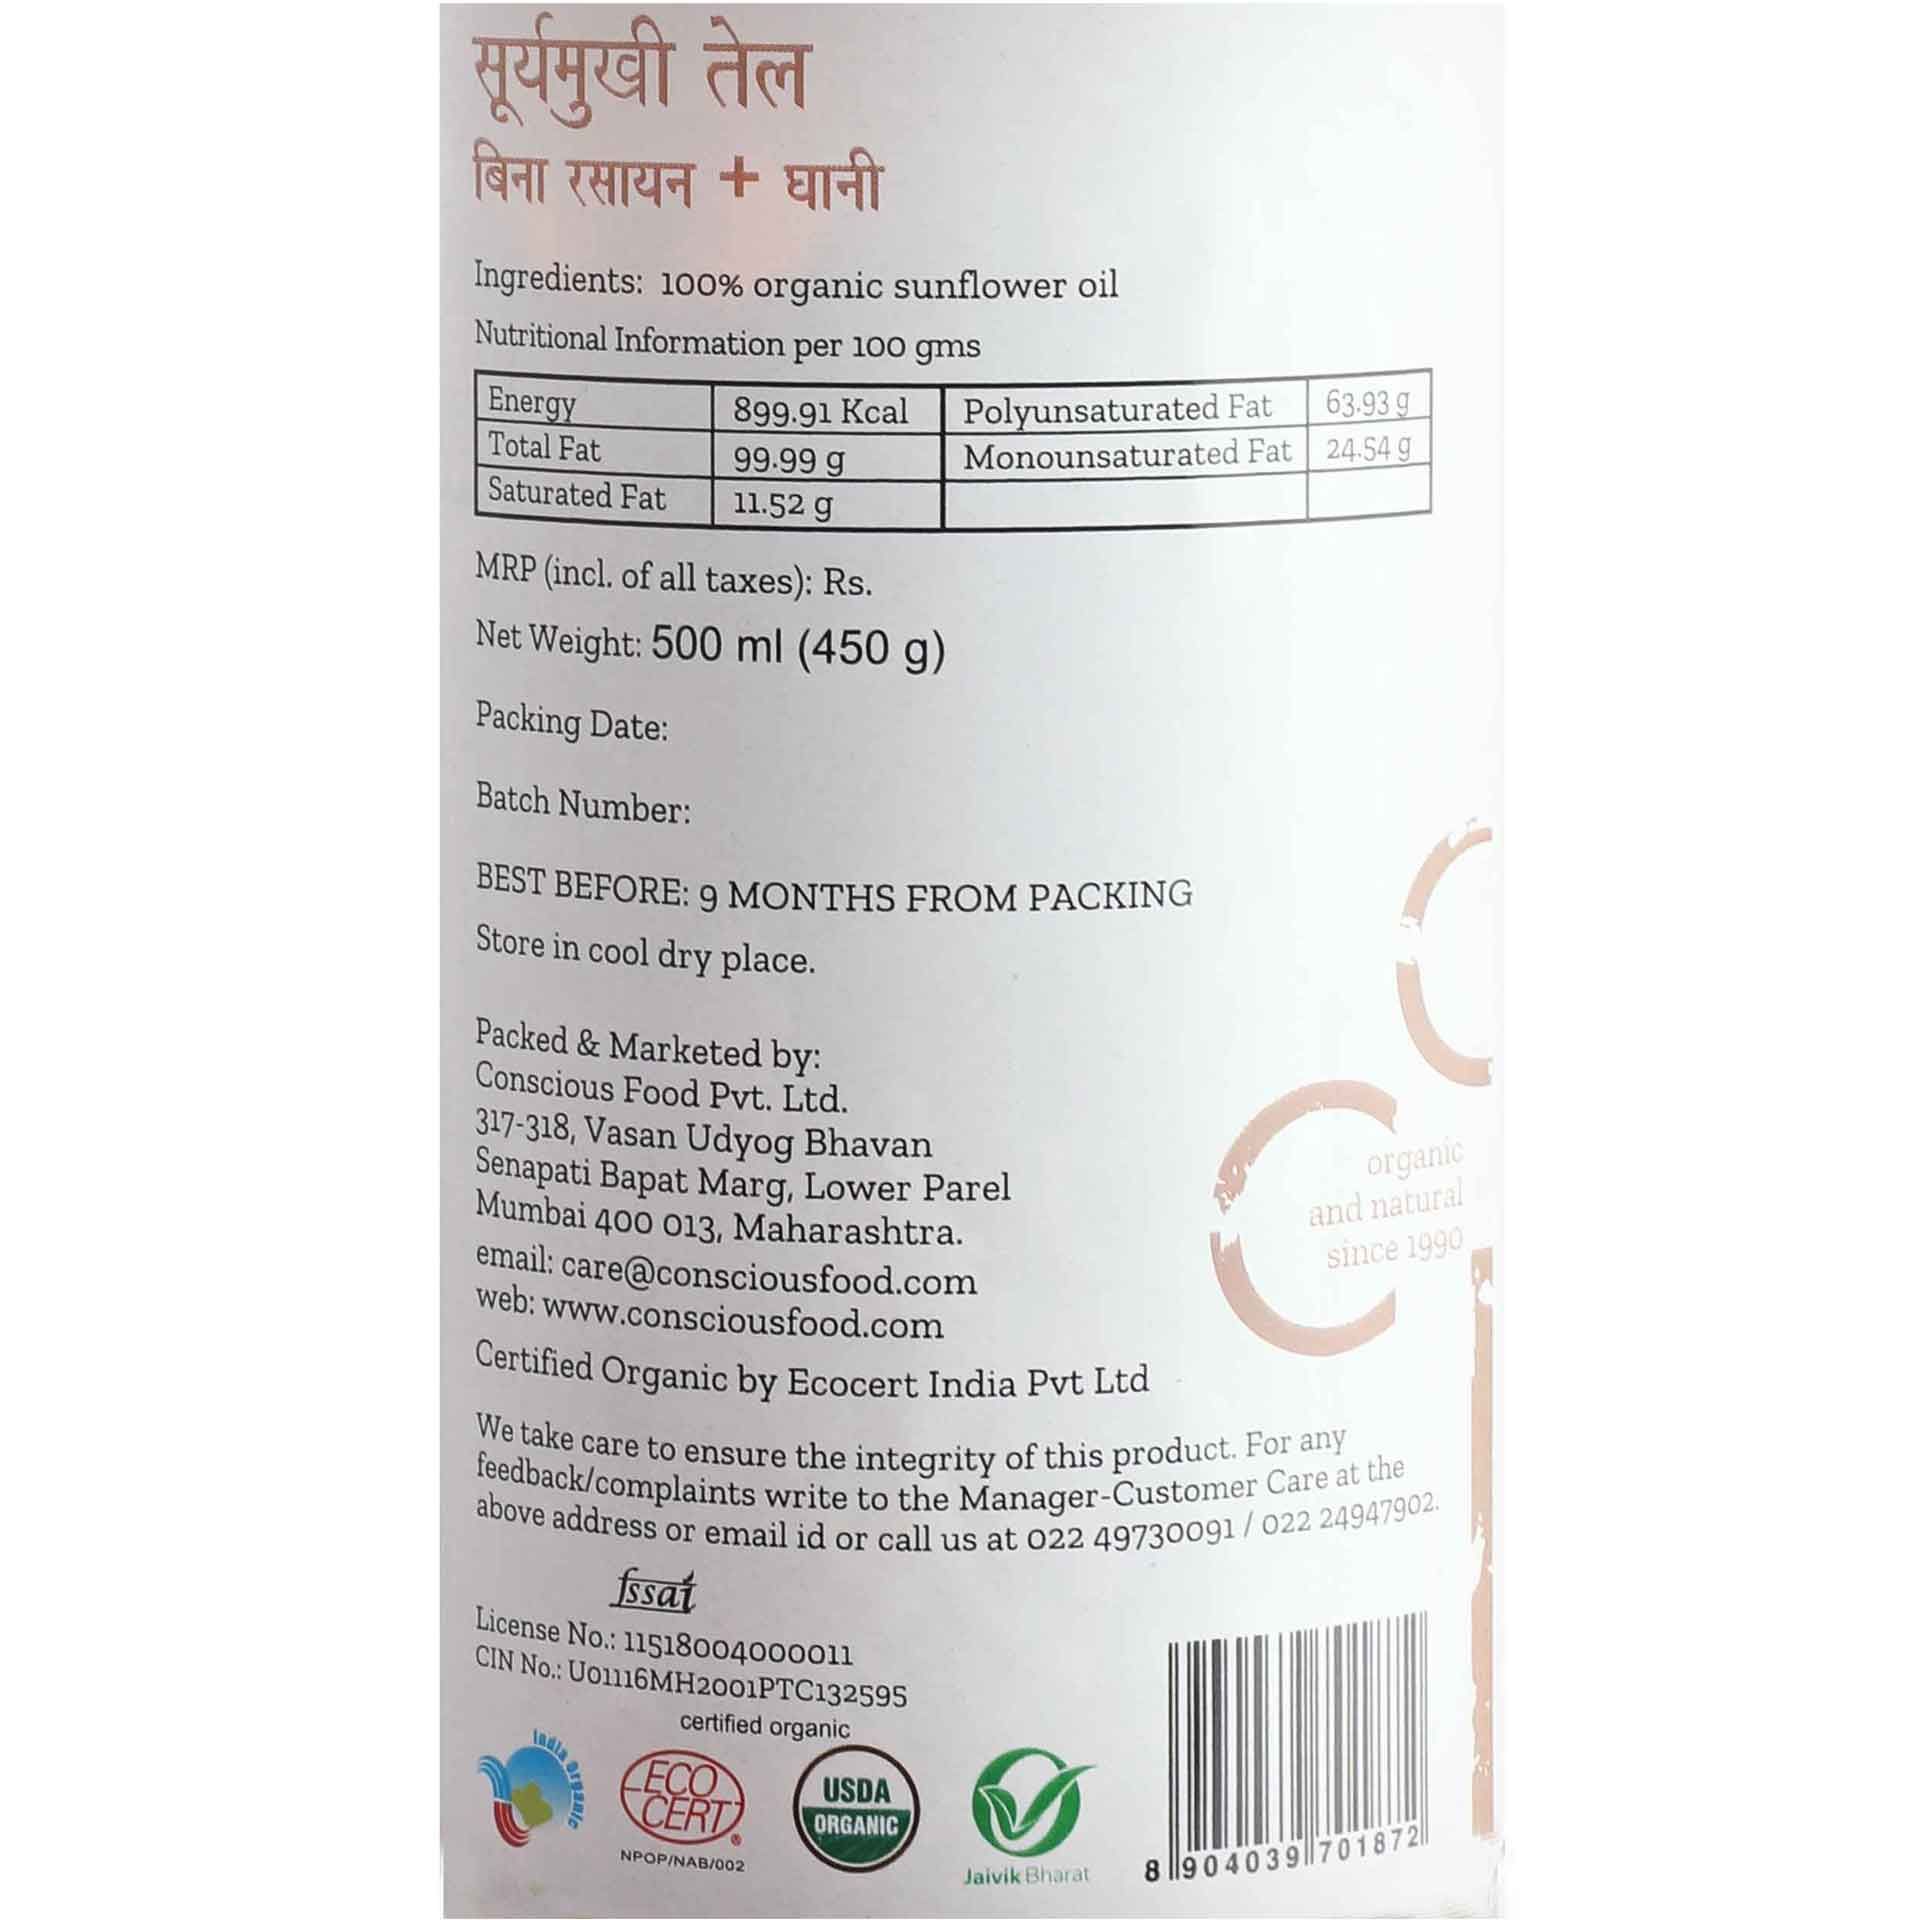 सूर्यमुखी तेल
बिना रसायन + घानी
Ingredients: 100% organic sunflower oil
Nutritional Information per 100 gms
Energy 899.91 Kcal Polyunsaturated Fat 63.93 g
Total Fat 99.99 g Monounsaturated Fat 24.54 g
Saturated Fat 11.52 g
MRP (incl. of all taxes): Rs.
Net Weight: 500 ml (450 g)
Packing Date:
Batch Number:
BEST BEFORE: 9 MONTHS FROM PACKING
Store in cool dry place.
Packed & Marketed by:
Conscious Food Pvt. Ltd.
317-318, Vasan Udyog Bhavan
Senapati Bapat Marg, Lower Parel
Mumbai 400 013, Maharashtra.
email: care@consciousfood.com
web: www.consciousfood.com
organic
and natural
since 1990
Certified Organic by Ecocert India Pvt Ltd
We take care to ensure the integrity of this product. For any
feedback/complaints write to the Manager-Customer Care at the
above address or email id or call us at 022 49730091 / 022 24947902.
fssai
License No.: 11518004000011
CIN No.: U01116MH2001PTC132595
certified organic
India Organic
ECO
CERT
®
NPOP/NAB/002
USDA
ORGANIC
Jaivik Bharat
8 904039 701872